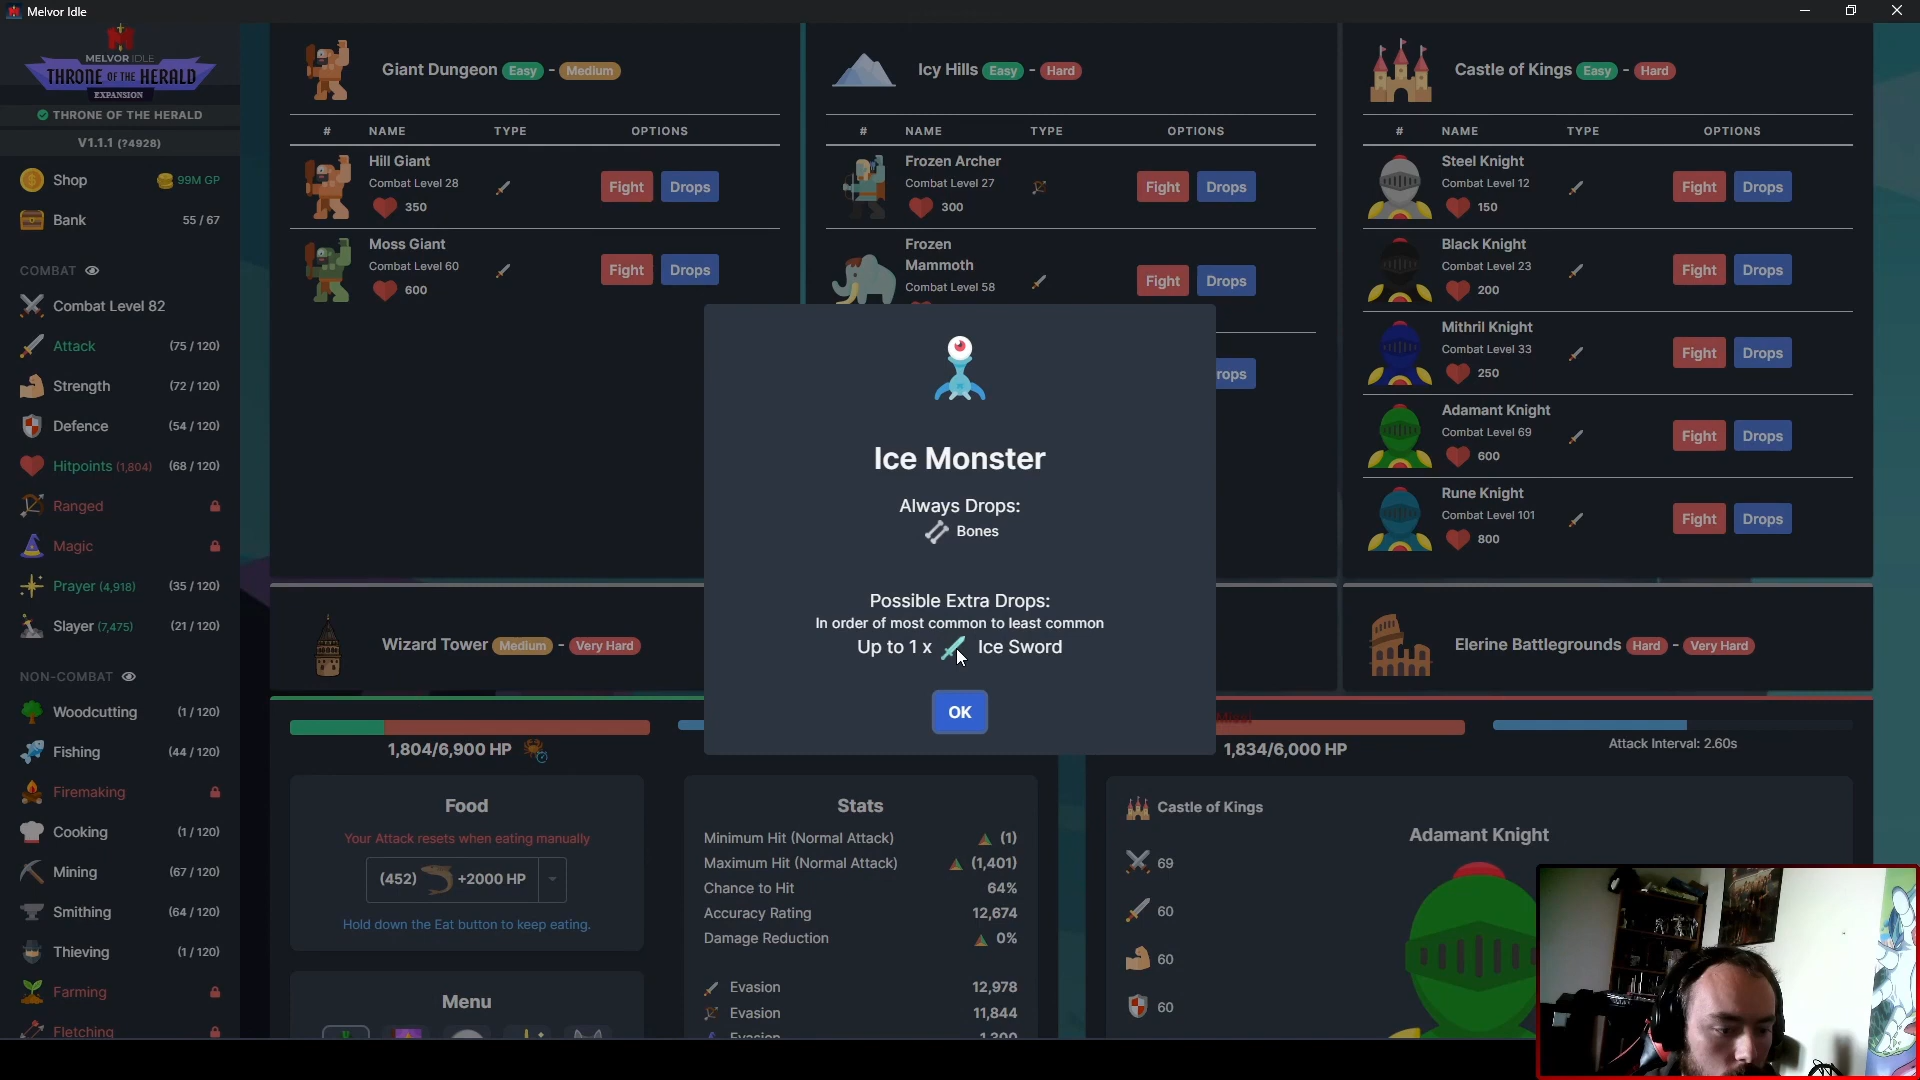 Melvor Idle
MELVOR IDLE
THRONE OF THE HERALD
EXPANSION
THRONE OF THE HERALD
V1.1.1 (?4928)
Shop 99M GP
Bank 55 / 67
COMBAT
Combat Level 82
Attack (75 / 120)
Strength (72 / 120)
Defence (54 / 120)
Hitpoints (1,804) (68 / 120)
Ranged
Magic
Prayer (4,918) (35 / 120)
Slayer (7,475) (21 / 120)
NON-COMBAT
Woodcutting (1 / 120)
Fishing (44 / 120)
Firemaking
Cooking (1 / 120)
Mining (67 / 120)
Smithing (64 / 120)
Thieving (1 / 120)
Farming
Fletching
Giant Dungeon Easy - Medium
# NAME TYPE OPTIONS
Hill Giant
Combat Level 28
350
Fight Drops
Moss Giant
Combat Level 60
600
Fight Drops
Icy Hills Easy - Hard
# NAME TYPE OPTIONS
Frozen Archer
Combat Level 27
300
Fight Drops
Frozen
Mammoth
Combat Level 58
Fight Drops
rops
Castle of Kings Easy - Hard
# NAME TYPE OPTIONS
Steel Knight
Combat Level 12
150
Fight Drops
Black Knight
Combat Level 23
200
Fight Drops
Mithril Knight
Combat Level 33
250
Fight Drops
Adamant Knight
Combat Level 69
600
Fight Drops
Rune Knight
Combat Level 101
800
Fight Drops
Ice Monster
Always Drops:
Bones
Possible Extra Drops:
In order of most common to least common
Up to 1 x Ice Sword
OK
Wizard Tower Medium - Very Hard
Elerine Battlegrounds Hard - Very Hard
1,804/6,900 HP
Food
Your Attack resets when eating manually
(452) +2000 HP
Hold down the Eat button to keep eating.
Menu
Stats
Minimum Hit (Normal Attack) (1)
Maximum Hit (Normal Attack) (1,401)
Chance to Hit 64%
Accuracy Rating 12,674
Damage Reduction 0%
Evasion 12,978
Evasion 11,844
Evasion 1,300
1,834/6,000 HP
Attack Interval: 2.60s
Castle of Kings
Adamant Knight
69
60
60
60